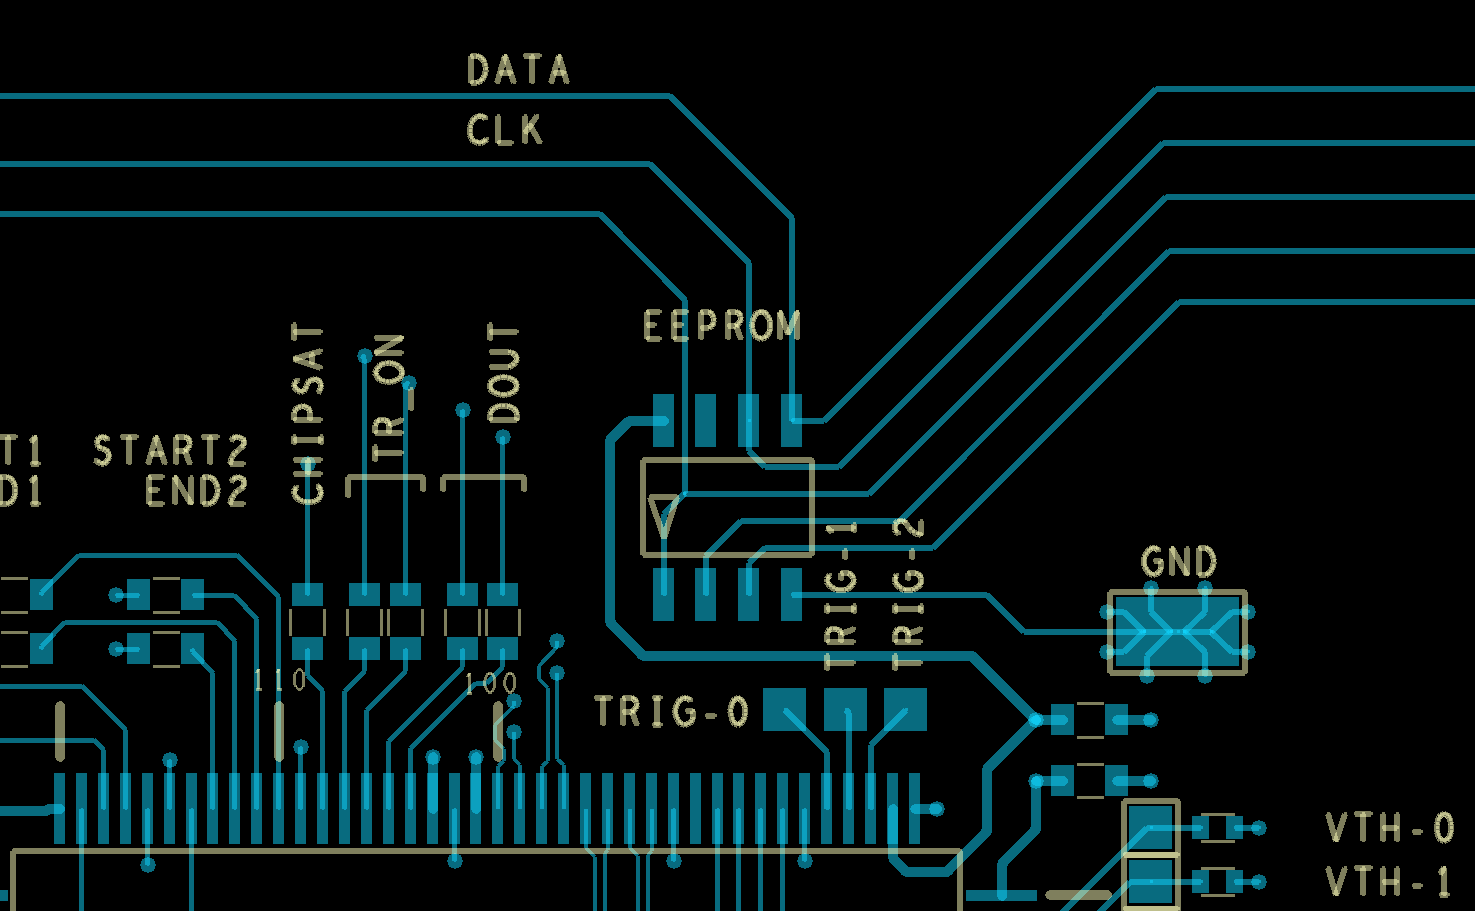 DATA
CLK
EEPROM
CHIPSAT
TR_ON
DOUT
T1
START2
D1
END2
TRIG-1
TRIG-2
GND
110
100
TRIG-0
VTH-0
VTH-1